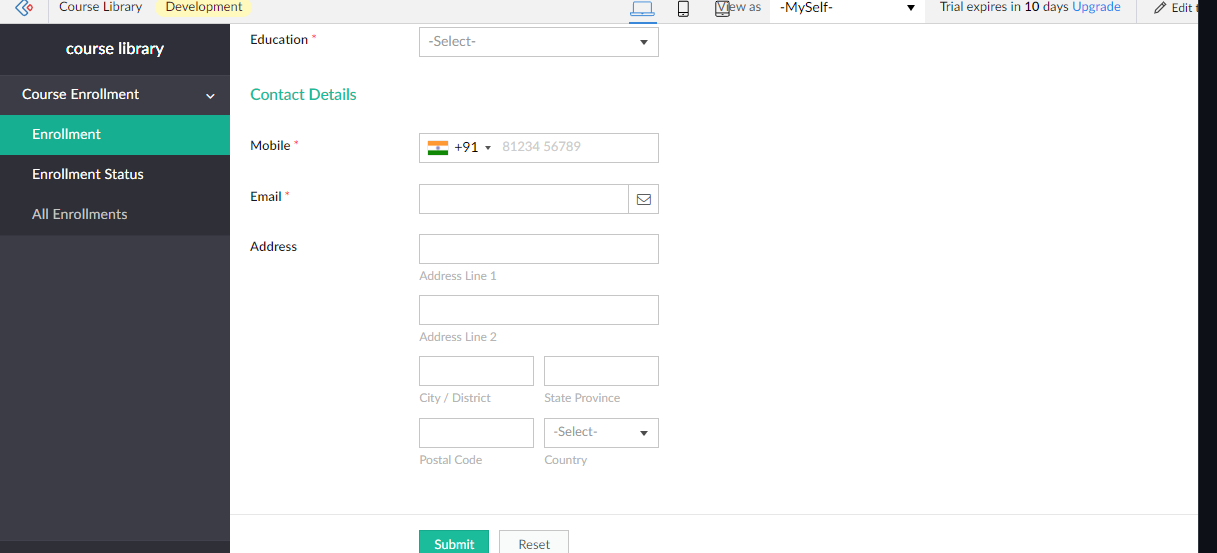 Course Library Development View as -MySelf- Trial expires in 10 days Upgrade Edit t
course library
Course Enrollment
Enrollment
Enrollment Status
All Enrollments
Education * -Select-
Contact Details
Mobile * +91 81234 56789
Email *
Address
Address Line 1
Address Line 2
City / District State Province
-Select-
Postal Code Country
Submit Reset